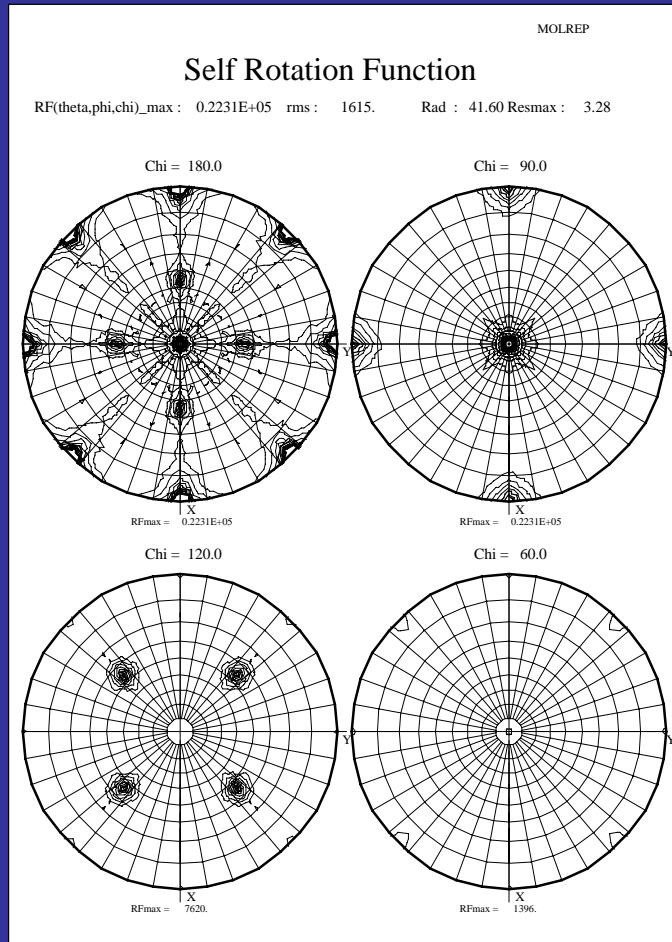 MOLREP
Self Rotation Function
RF(theta,phi,chi)_max : 0.2231E+05 rms : 1615. Rad : 41.60 Resmax : 3.28
Chi = 180.0
Chi = 90.0
Y
Y
X
X
RFmax = 0.2231E+05
RFmax = 0.2231E+05
Chi = 120.0
Chi = 60.0
Y
Y
X
X
RFmax = 7620.
RFmax = 1396.